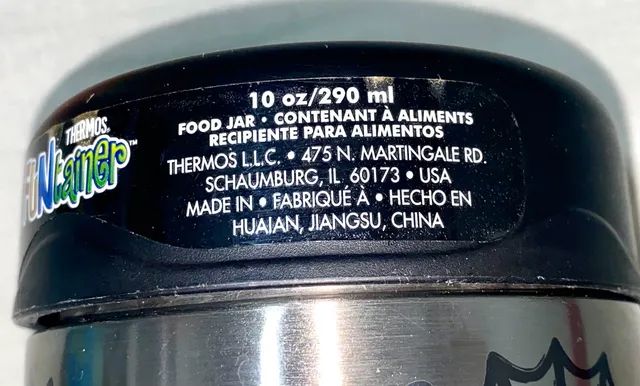 THERMOS®
FUNtainer™
10 oz/290 ml
FOOD JAR • CONTENANT À ALIMENTS
RECIPIENTE PARA ALIMENTOS
THERMOS L.L.C. • 475 N. MARTINGALE RD.
SCHAUMBURG, IL 60173 • USA
MADE IN • FABRIQUÉ À • HECHO EN
HUAIAN, JIANGSU, CHINA